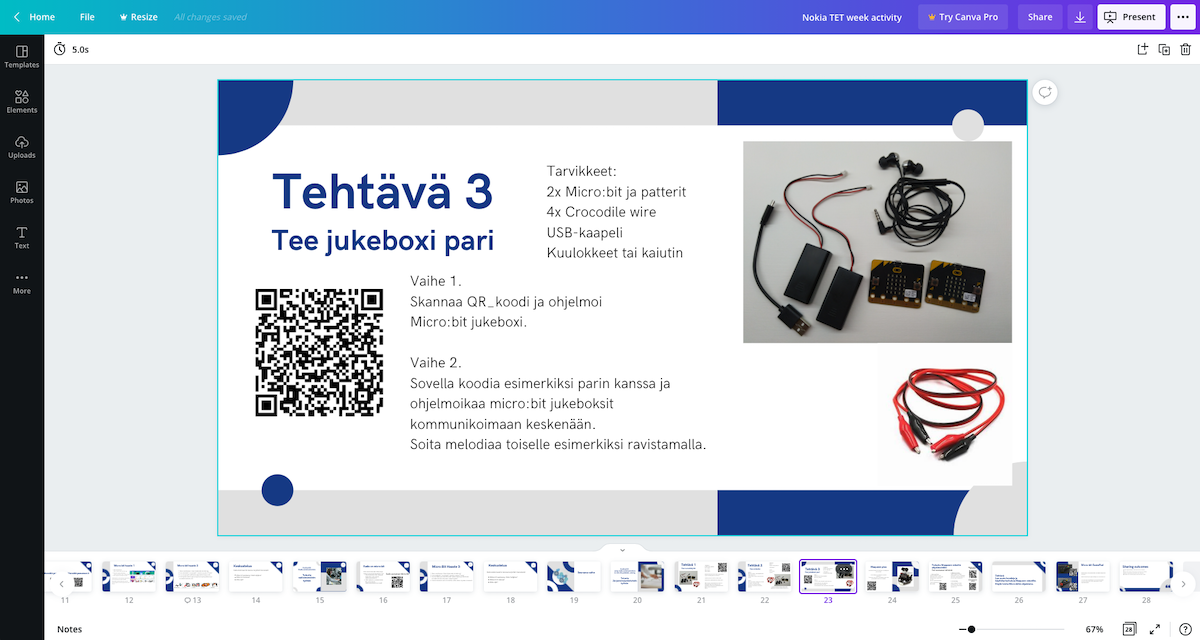 Home
File
Resize
All changes saved
Nokia TET week activity
Try Canva Pro
Share
Present
5.0s
Templates
Elements
Uploads
Photos
Text
More
Tehtävä 3
Tee jukeboxi pari
Tarvikkeet:
2x Micro:bit ja patterit
4x Crocodile wire
USB-kaapeli
Kuulokkeet tai kaiutin
Vaihe 1.
Skannaa QR_koodi ja ohjelmoi
Micro:bit jukeboxi.
Vaihe 2.
Sovella koodia esimerkiksi parin kanssa ja
ohjelmoikaa micro:bit jukeboksit
kommunikoimaan keskenään.
Soita melodiaa toiselle esimerkiksi ravistamalla.
11
12
13
14
15
16
17
18
19
20
21
22
23
24
25
26
27
28
Notes
67%
28